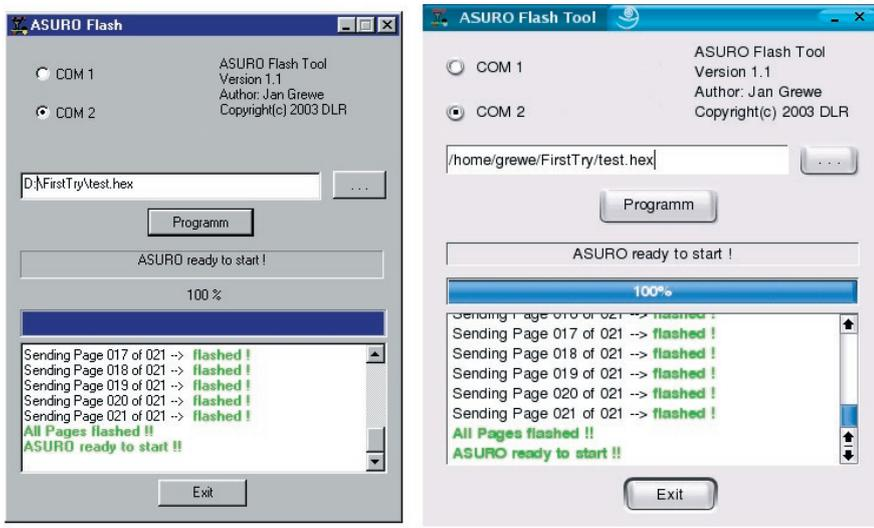 ASURO Flash
COM 1
COM 2
ASURO Flash Tool
Version 1.1
Author: Jan Grewe
Copyright(c) 2003 DLR
D:\FirstTry\test.hex
...
Programm
ASURO ready to start !
100 %
Sending Page 017 of 021 --> flashed !
Sending Page 018 of 021 --> flashed !
Sending Page 019 of 021 --> flashed !
Sending Page 020 of 021 --> flashed !
Sending Page 021 of 021 --> flashed !
All Pages flashed !!
ASURO ready to start !!
Exit
ASURO Flash Tool
COM 1
COM 2
ASURO Flash Tool
Version 1.1
Author: Jan Grewe
Copyright(c) 2003 DLR
/home/grewe/FirstTry/test.hex
...
Programm
ASURO ready to start !
100%
Sending Page 016 of 021 --> flashed !
Sending Page 017 of 021 --> flashed !
Sending Page 018 of 021 --> flashed !
Sending Page 019 of 021 --> flashed !
Sending Page 020 of 021 --> flashed !
Sending Page 021 of 021 --> flashed !
All Pages flashed !!
ASURO ready to start !!
Exit